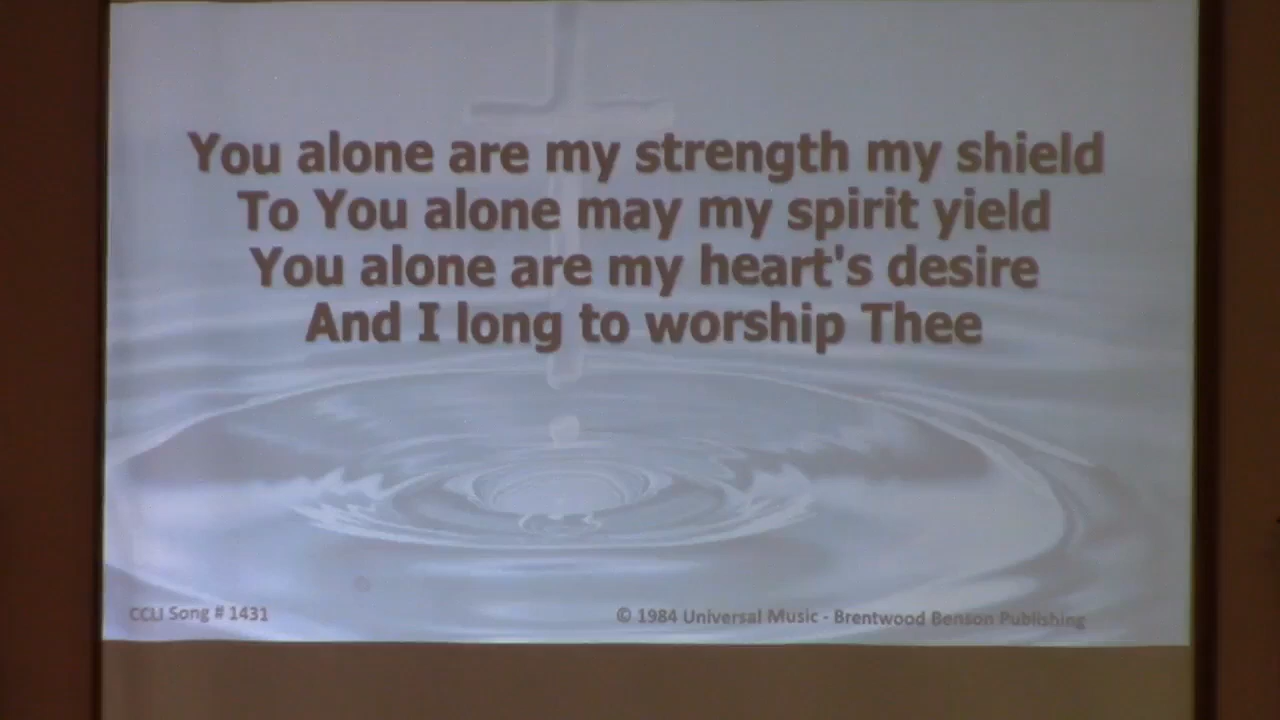 You alone are my strength my shield
To You alone may my spirit yield
You alone are my heart's desire
And I long to worship Thee
CCLI Song # 1431
© 1984 Universal Music - Brentwood Benson Publishing